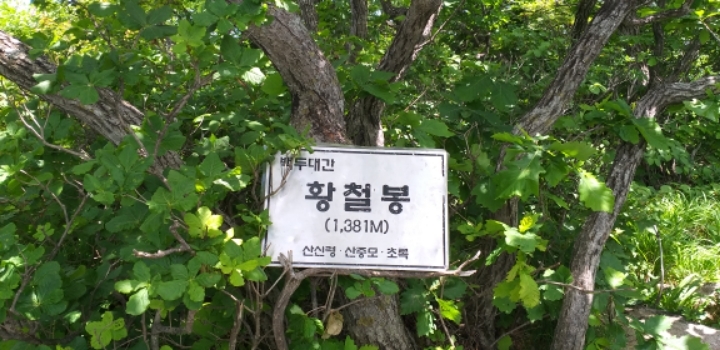 백두대간
황철봉
(1,381M)
산신령·산중모·초록